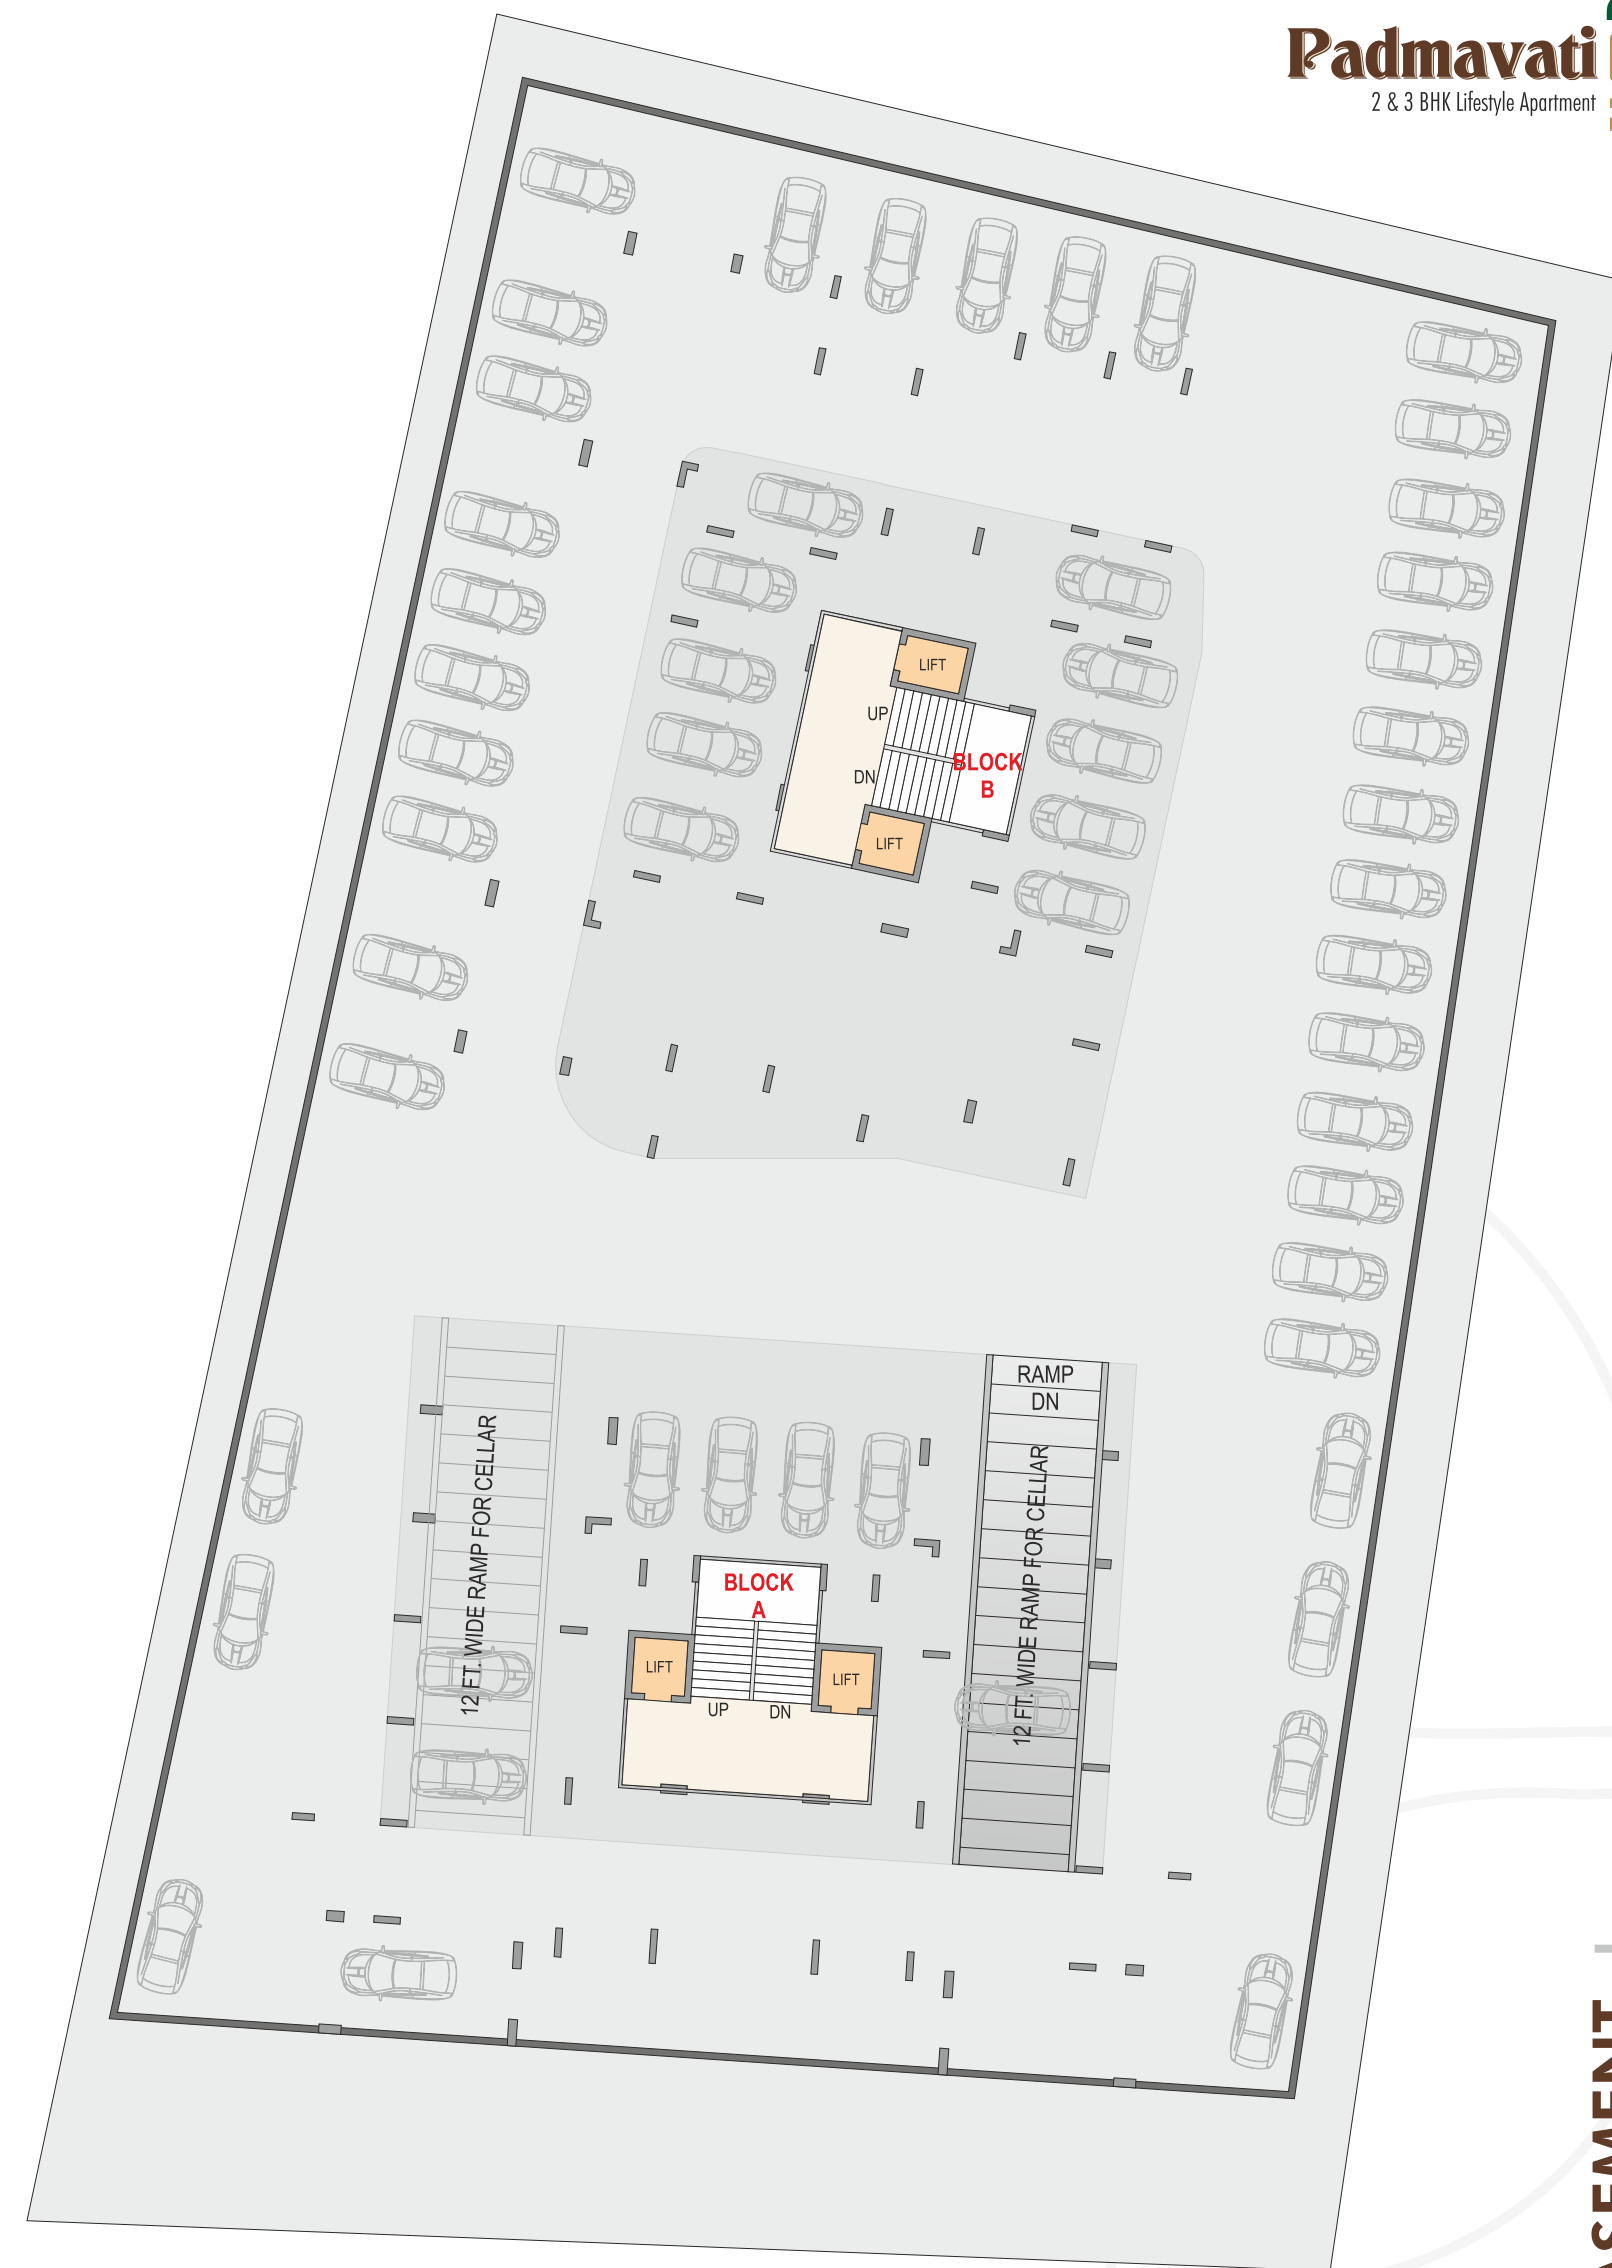 Padmavati
2 & 3 BHK Lifestyle Apartment
LIFT
UP
BLOCK
B
DN
LIFT
RAMP
DN
12 FT. WIDE RAMP FOR CELLAR
12 FT. WIDE RAMP FOR CELLAR
BLOCK
A
LIFT
LIFT
UP
DN